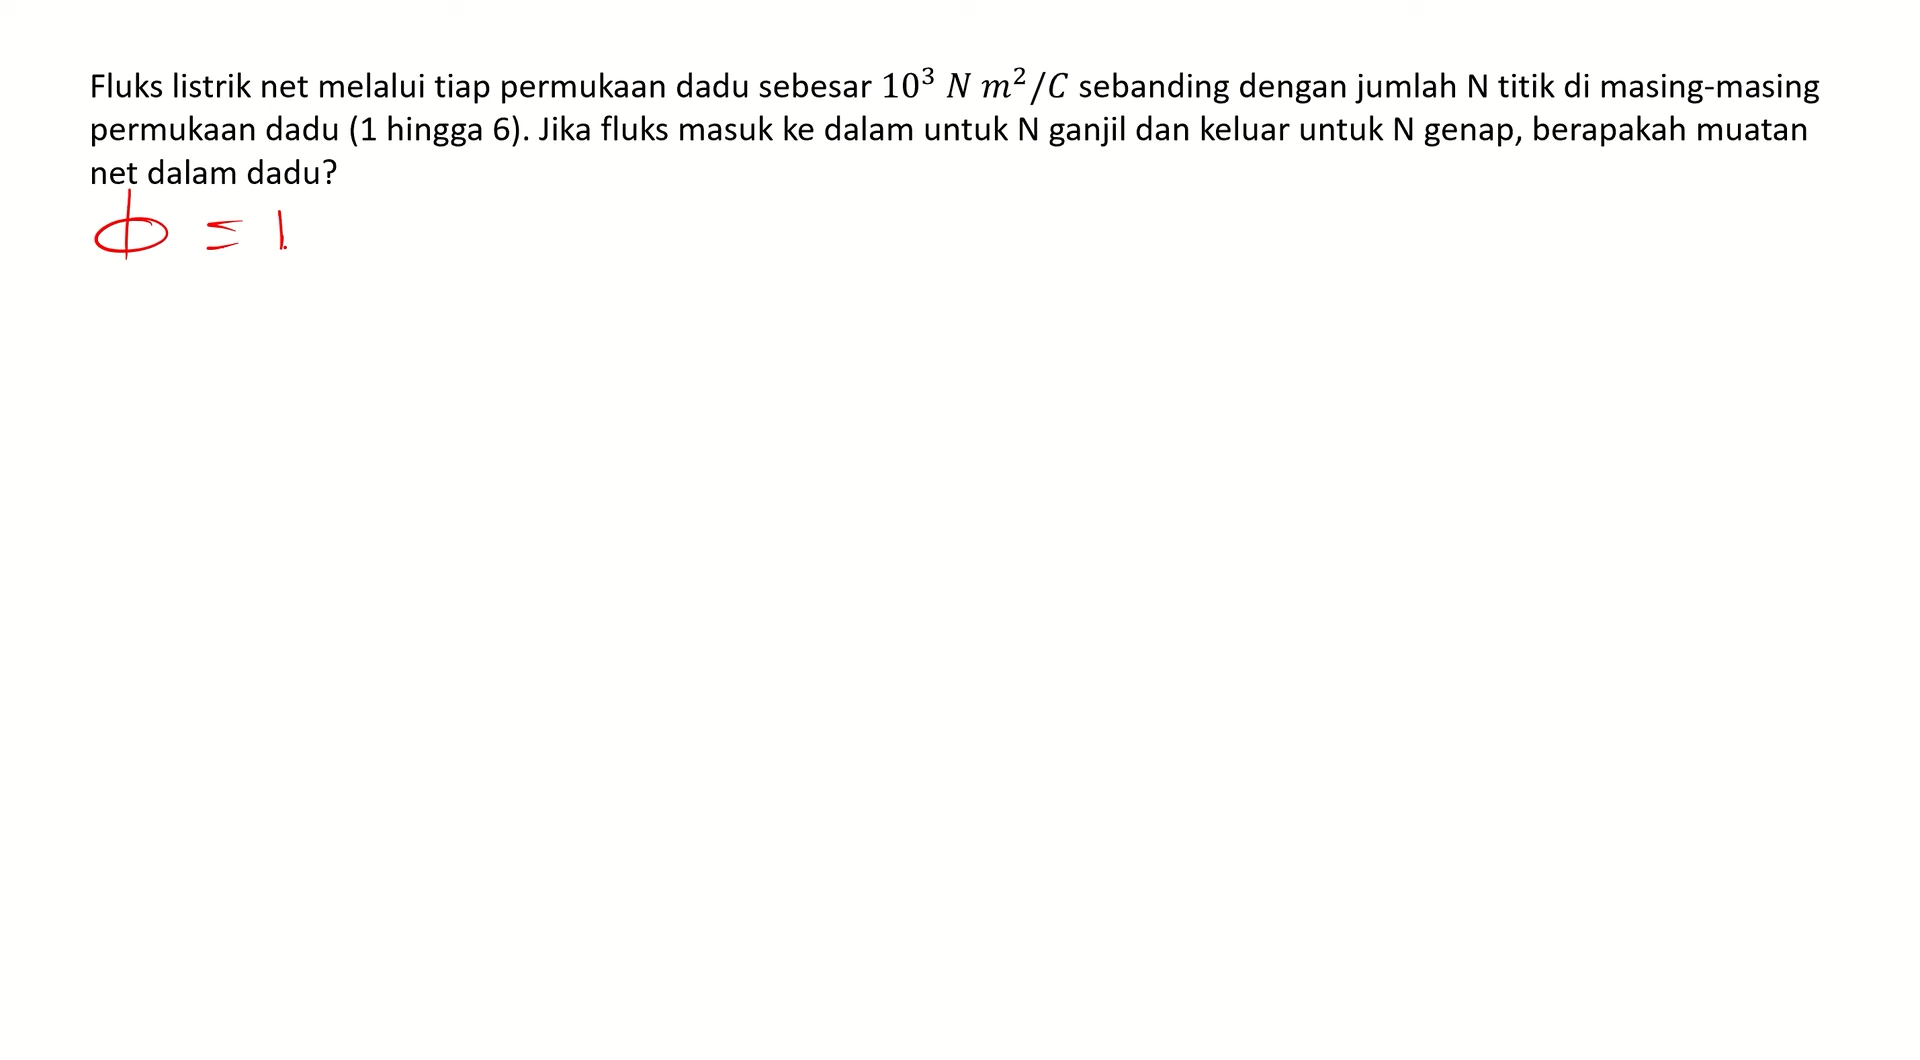 Fluks listrik net melalui tiap permukaan dadu sebesar 10³ N m²/C sebanding dengan jumlah N titik di masing-masing
permukaan dadu (1 hingga 6). Jika fluks masuk ke dalam untuk N ganjil dan keluar untuk N genap, berapakah muatan
net dalam dadu?
ϕ = 1.